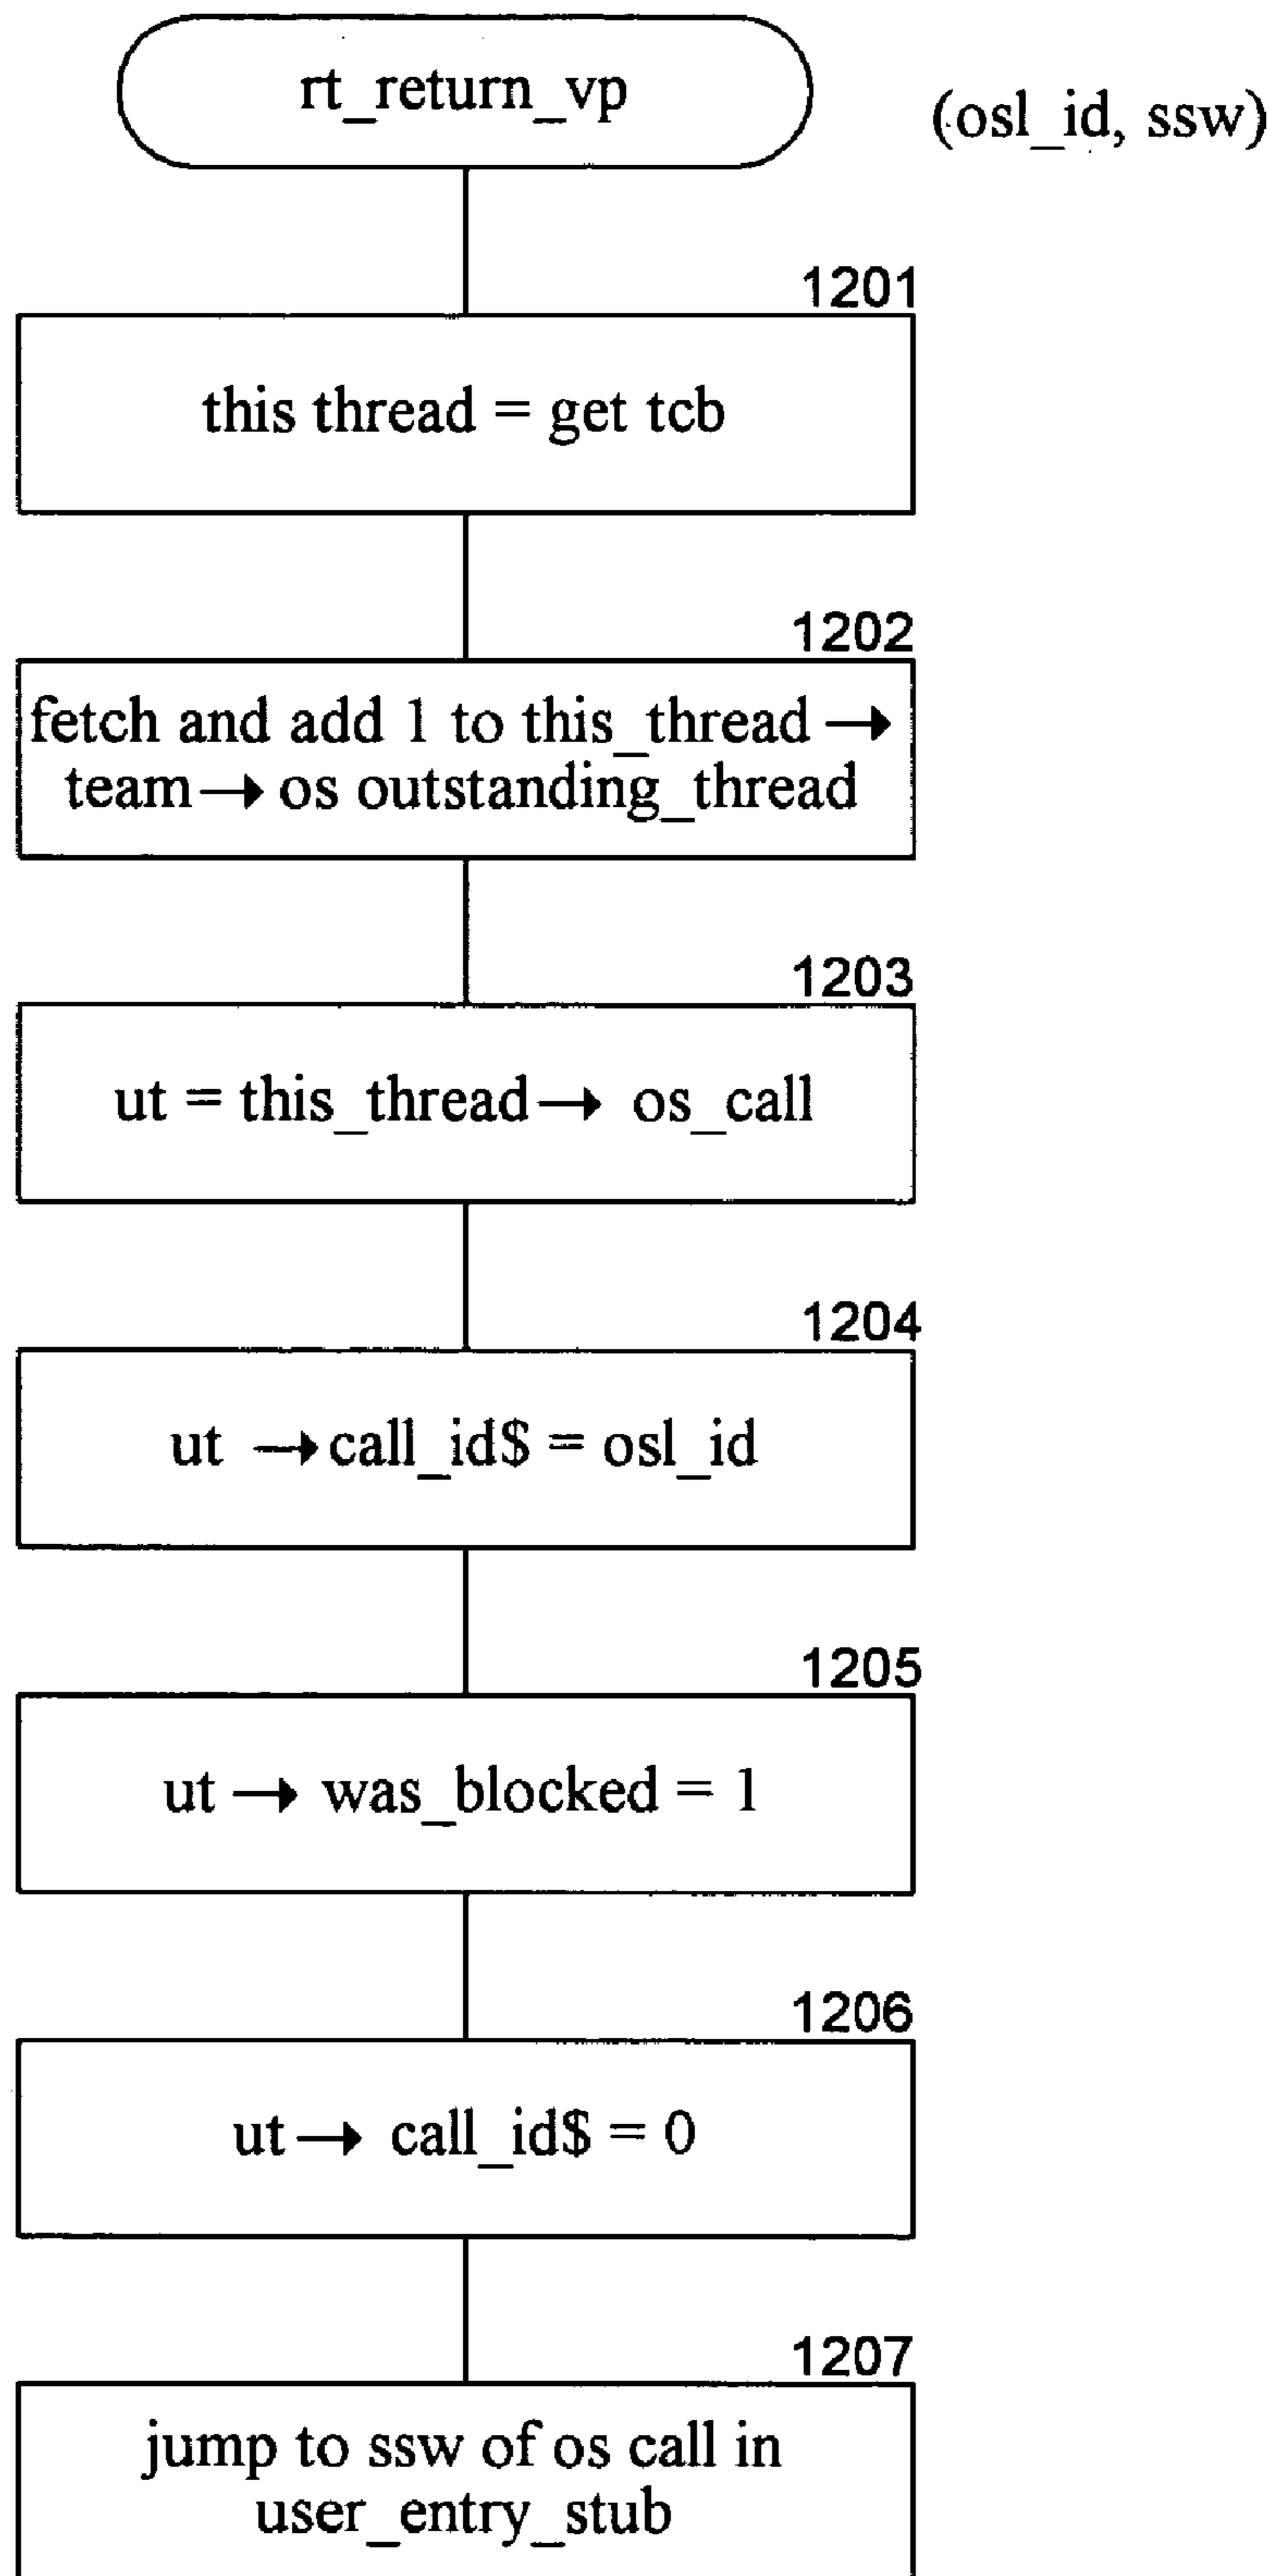 rt_return_vp
(osl_id, ssw)
1201
this thread = get tcb
1202
fetch and add 1 to this_thread →
team → os outstanding_thread
1203
ut = this_thread → os_call
1204
ut → call_id$ = osl_id
1205
ut → was_blocked = 1
1206
ut → call_id$ = 0
1207
jump to ssw of os call in
user_entry_stub